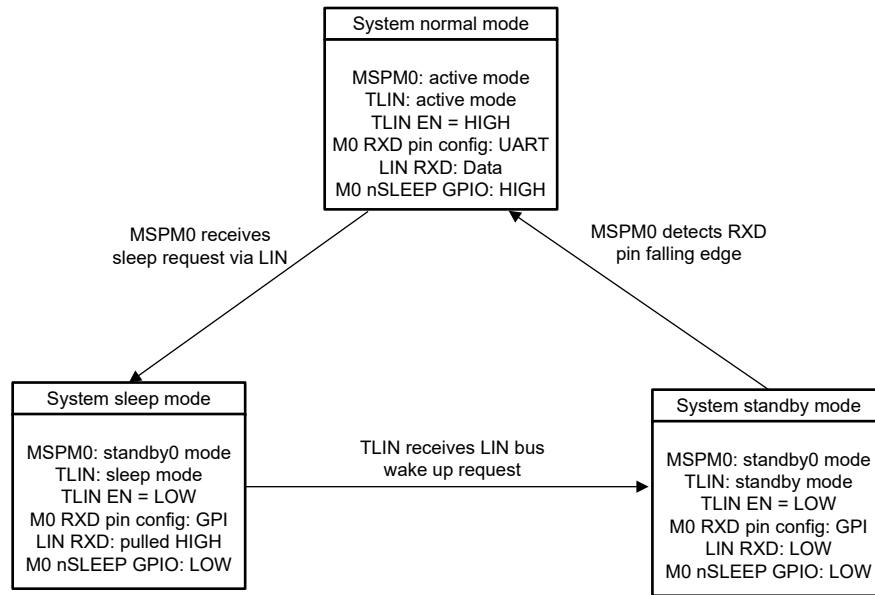 System normal mode
MSPM0: active mode
TLIN: active mode
TLIN EN = HIGH
M0 RXD pin config: UART
LIN RXD: Data
M0 nSLEEP GPIO: HIGH
MSPM0 receives
sleep request via LIN
MSPM0 detects RXD
pin falling edge
System sleep mode
MSPM0: standby0 mode
TLIN: sleep mode
TLIN EN = LOW
M0 RXD pin config: GPI
LIN RXD: pulled HIGH
M0 nSLEEP GPIO: LOW
TLIN receives LIN bus
wake up request
System standby mode
MSPM0: standby0 mode
TLIN: standby mode
TLIN EN = LOW
M0 RXD pin config: GPI
LIN RXD: LOW
M0 nSLEEP GPIO: LOW